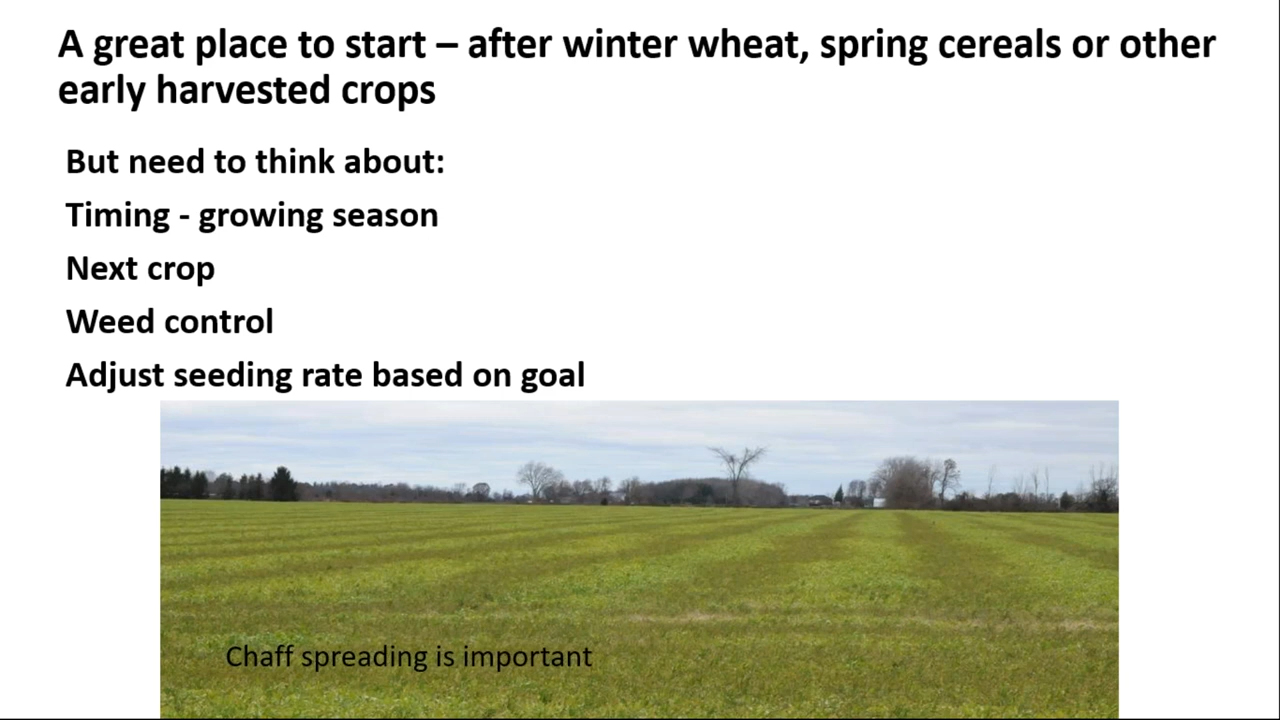 A great place to start – after winter wheat, spring cereals or other
early harvested crops
But need to think about:
Timing - growing season
Next crop
Weed control
Adjust seeding rate based on goal
Chaff spreading is important